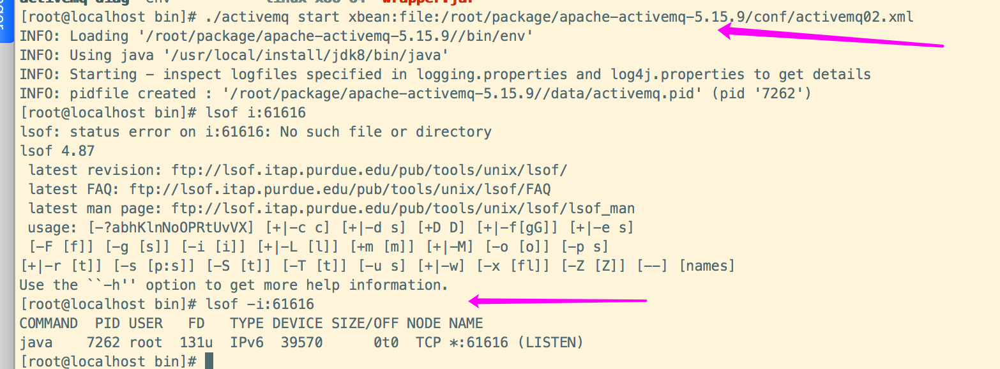 activemq-diag env linux-x86-64 wrapper.jar
[root@localhost bin]# ./activemq start xbean:file:/root/package/apache-activemq-5.15.9/conf/activemq02.xml
INFO: Loading '/root/package/apache-activemq-5.15.9//bin/env'
INFO: Using java '/usr/local/install/jdk8/bin/java'
INFO: Starting - inspect logfiles specified in logging.properties and log4j.properties to get details
INFO: pidfile created : '/root/package/apache-activemq-5.15.9//data/activemq.pid' (pid '7262')
[root@localhost bin]# lsof i:61616
lsof: status error on i:61616: No such file or directory
lsof 4.87
 latest revision: ftp://lsof.itap.purdue.edu/pub/tools/unix/lsof/
 latest FAQ: ftp://lsof.itap.purdue.edu/pub/tools/unix/lsof/FAQ
 latest man page: ftp://lsof.itap.purdue.edu/pub/tools/unix/lsof/lsof_man
 usage: [-?abhKlnNoOPRtUvVX] [+|-c c] [+|-d s] [+D D] [+|-f[gG]] [+|-e s]
 [-F [f]] [-g [s]] [-i [i]] [+|-L [l]] [+m [m]] [+|-M] [-o [o]] [-p s]
[+|-r [t]] [-s [p:s]] [-S [t]] [-T [t]] [-u s] [+|-w] [-x [fl]] [-Z [Z]] [--] [names]
Use the ``-h'' option to get more help information.
[root@localhost bin]# lsof -i:61616
COMMAND  PID USER   FD   TYPE DEVICE SIZE/OFF NODE NAME
java    7262 root  131u  IPv6  39570      0t0  TCP *:61616 (LISTEN)
[root@localhost bin]#